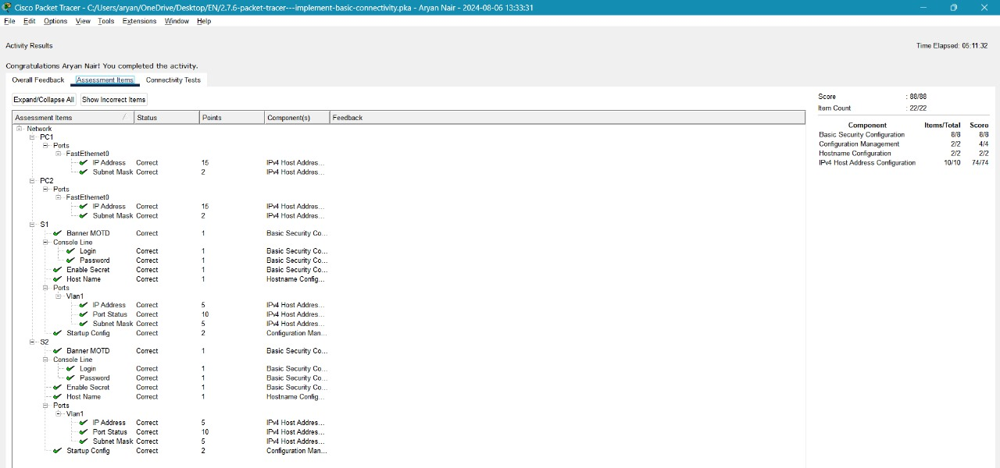 Cisco Packet Tracer - C:/Users/aryan/OneDrive/Desktop/EN/2.7.6-packet-tracer---implement-basic-connectivity.pka - Aryan Nair - 2024-08-06 13:33:31
File Edit Options View Tools Extensions Window Help
Activity Results Time Elapsed: 05:11:32
Congratulations Aryan Nair! You completed the activity.
Overall Feedback Assessment Items Connectivity Tests
Expand/Collapse All Show Incorrect Items
Assessment Items Status Points Component(s) Feedback
Network
PC1
Ports
FastEthernet0
IP Address Correct 15 IPv4 Host Addres...
Subnet Mask Correct 2 IPv4 Host Addres...
PC2
Ports
FastEthernet0
IP Address Correct 15 IPv4 Host Addres...
Subnet Mask Correct 2 IPv4 Host Addres...
S1
Banner MOTD Correct 1 Basic Security Co...
Console Line
Login Correct 1 Basic Security Co...
Password Correct 1 Basic Security Co...
Enable Secret Correct 1 Basic Security Co...
Host Name Correct 1 Hostname Config...
Ports
Vlan1
IP Address Correct 5 IPv4 Host Addres...
Port Status Correct 10 IPv4 Host Addres...
Subnet Mask Correct 5 IPv4 Host Addres...
Startup Config Correct 2 Configuration Man...
S2
Banner MOTD Correct 1 Basic Security Co...
Console Line
Login Correct 1 Basic Security Co...
Password Correct 1 Basic Security Co...
Enable Secret Correct 1 Basic Security Co...
Host Name Correct 1 Hostname Config...
Ports
Vlan1
IP Address Correct 5 IPv4 Host Addres...
Port Status Correct 10 IPv4 Host Addres...
Subnet Mask Correct 5 IPv4 Host Addres...
Startup Config Correct 2 Configuration Man...
Score : 88/88
Item Count : 22/22
Component Items/Total Score
Basic Security Configuration 8/8 8/8
Configuration Management 2/2 4/4
Hostname Configuration 2/2 2/2
IPv4 Host Address Configuration 10/10 74/74